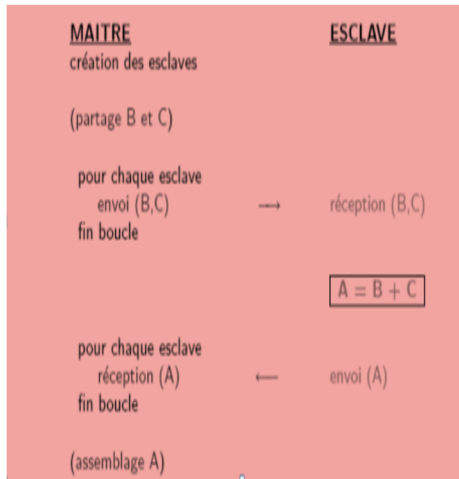 MAITRE ESCLAVE
création des esclaves
(partage B et C)
pour chaque esclave
envoi (B,C) → réception (B,C)
fin boucle
A = B + C
pour chaque esclave
réception (A) ← envoi (A)
fin boucle
(assemblage A)